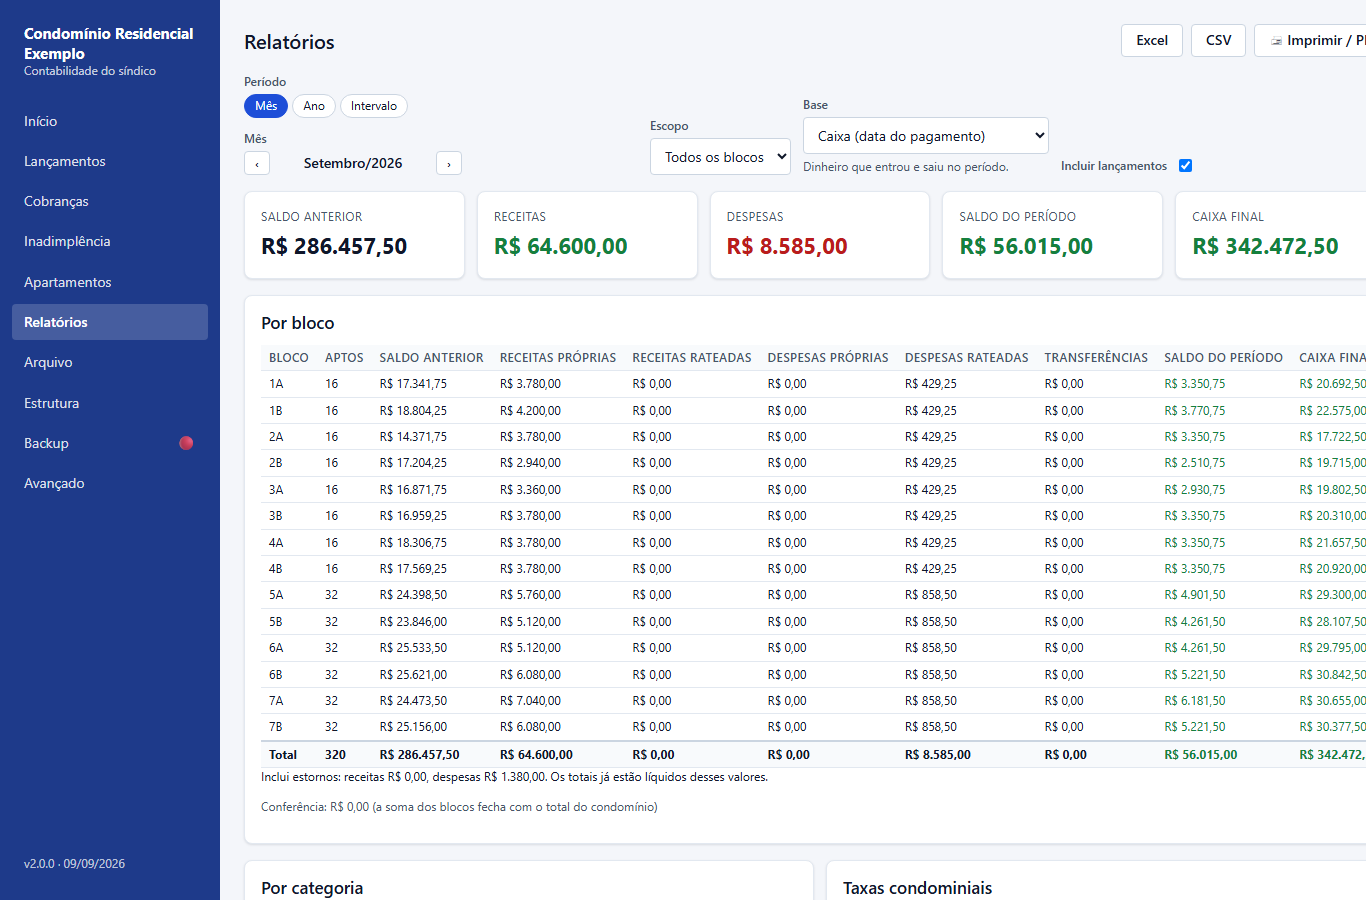 Condomínio Residencial
Exemplo
Contabilidade do síndico
Início
Lançamentos
Cobranças
Inadimplência
Apartamentos
Relatórios
Arquivo
Estrutura
Backup
Avançado
v2.0.0 · 09/09/2026
Relatórios
Excel CSV Imprimir /
Período
Mês Ano Intervalo
Mês
‹ Setembro/2026 ›
Escopo
Todos os blocos
Base
Caixa (data do pagamento)
Dinheiro que entrou e saiu no período.
Incluir lançamentos
SALDO ANTERIOR
R$ 286.457,50
RECEITAS
R$ 64.600,00
DESPESAS
R$ 8.585,00
SALDO DO PERÍODO
R$ 56.015,00
CAIXA FINAL
R$ 342.472,50
Por bloco
BLOCO APTOS SALDO ANTERIOR RECEITAS PRÓPRIAS RECEITAS RATEADAS DESPESAS PRÓPRIAS DESPESAS RATEADAS TRANSFERÊNCIAS SALDO DO PERÍODO CAIXA FINA
1A 16 R$ 17.341,75 R$ 3.780,00 R$ 0,00 R$ 0,00 R$ 429,25 R$ 0,00 R$ 3.350,75 R$ 20.692,50
1B 16 R$ 18.804,25 R$ 4.200,00 R$ 0,00 R$ 0,00 R$ 429,25 R$ 0,00 R$ 3.770,75 R$ 22.575,00
2A 16 R$ 14.371,75 R$ 3.780,00 R$ 0,00 R$ 0,00 R$ 429,25 R$ 0,00 R$ 3.350,75 R$ 17.722,50
2B 16 R$ 17.204,25 R$ 2.940,00 R$ 0,00 R$ 0,00 R$ 429,25 R$ 0,00 R$ 2.510,75 R$ 19.715,00
3A 16 R$ 16.871,75 R$ 3.360,00 R$ 0,00 R$ 0,00 R$ 429,25 R$ 0,00 R$ 2.930,75 R$ 19.802,50
3B 16 R$ 16.959,25 R$ 3.780,00 R$ 0,00 R$ 0,00 R$ 429,25 R$ 0,00 R$ 3.350,75 R$ 20.310,00
4A 16 R$ 18.306,75 R$ 3.780,00 R$ 0,00 R$ 0,00 R$ 429,25 R$ 0,00 R$ 3.350,75 R$ 21.657,50
4B 16 R$ 17.569,25 R$ 3.780,00 R$ 0,00 R$ 0,00 R$ 429,25 R$ 0,00 R$ 3.350,75 R$ 20.920,00
5A 32 R$ 24.398,50 R$ 5.760,00 R$ 0,00 R$ 0,00 R$ 858,50 R$ 0,00 R$ 4.901,50 R$ 29.300,00
5B 32 R$ 23.846,00 R$ 5.120,00 R$ 0,00 R$ 0,00 R$ 858,50 R$ 0,00 R$ 4.261,50 R$ 28.107,50
6A 32 R$ 25.533,50 R$ 5.120,00 R$ 0,00 R$ 0,00 R$ 858,50 R$ 0,00 R$ 4.261,50 R$ 29.795,00
6B 32 R$ 25.621,00 R$ 6.080,00 R$ 0,00 R$ 0,00 R$ 858,50 R$ 0,00 R$ 5.221,50 R$ 30.842,50
7A 32 R$ 24.473,50 R$ 7.040,00 R$ 0,00 R$ 0,00 R$ 858,50 R$ 0,00 R$ 6.181,50 R$ 30.655,00
7B 32 R$ 25.156,00 R$ 6.080,00 R$ 0,00 R$ 0,00 R$ 858,50 R$ 0,00 R$ 5.221,50 R$ 30.377,50
Total 320 R$ 286.457,50 R$ 64.600,00 R$ 0,00 R$ 0,00 R$ 8.585,00 R$ 0,00 R$ 56.015,00 R$ 342.472,
Inclui estornos: receitas R$ 0,00, despesas R$ 1.380,00. Os totais já estão líquidos desses valores.
Conferência: R$ 0,00 (a soma dos blocos fecha com o total do condomínio)
Por categoria
Taxas condominiais